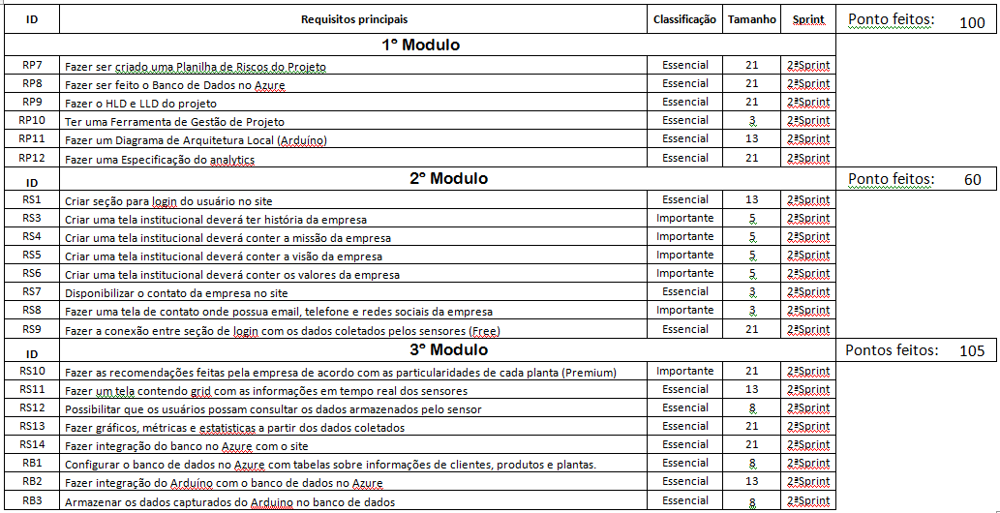 ID Requisitos principais Classificação Tamanho Sprint Ponto feitos: 100
1º Modulo
RP7 Fazer ser criado uma Planilha de Riscos do Projeto Essencial 21 2ªSprint
RP8 Fazer ser feito o Banco de Dados no Azure Essencial 21 2ªSprint
RP9 Fazer o HLD e LLD do projeto Essencial 21 2ªSprint
RP10 Ter uma Ferramenta de Gestão de Projeto Essencial 3 2ªSprint
RP11 Fazer um Diagrama de Arquitetura Local (Arduíno) Essencial 13 2ªSprint
RP12 Fazer uma Especificação do analytics Essencial 21 2ªSprint
ID 2º Modulo Ponto feitos: 60
RS1 Criar seção para login do usuário no site Essencial 13 2ªSprint
RS3 Criar uma tela institucional deverá ter história da empresa Importante 5 2ªSprint
RS4 Criar uma tela institucional deverá conter a missão da empresa Importante 5 2ªSprint
RS5 Criar uma tela institucional deverá conter a visão da empresa Importante 5 2ªSprint
RS6 Criar uma tela institucional deverá conter os valores da empresa Importante 5 2ªSprint
RS7 Disponibilizar o contato da empresa no site Essencial 3 2ªSprint
RS8 Fazer uma tela de contato onde possua email, telefone e redes sociais da empresa Importante 3 2ªSprint
RS9 Fazer a conexão entre seção de login com os dados coletados pelos sensores (Free) Essencial 21 2ªSprint
ID 3º Modulo Pontos feitos: 105
RS10 Fazer as recomendações feitas pela empresa de acordo com as particularidades de cada planta (Premium) Importante 21 2ªSprint
RS11 Fazer um tela contendo grid com as informações em tempo real dos sensores Essencial 13 2ªSprint
RS12 Possibilitar que os usuários possam consultar os dados armazenados pelo sensor Essencial 8 2ªSprint
RS13 Fazer gráficos, métricas e estatisticas a partir dos dados coletados Essencial 21 2ªSprint
RS14 Fazer integração do banco no Azure com o site Essencial 21 2ªSprint
RB1 Configurar o banco de dados no Azure com tabelas sobre informações de clientes, produtos e plantas. Essencial 8 2ªSprint
RB2 Fazer integração do Arduíno com o banco de dados no Azure Essencial 13 2ªSprint
RB3 Armazenar os dados capturados do Arduino no banco de dados Essencial 8 2ªSprint